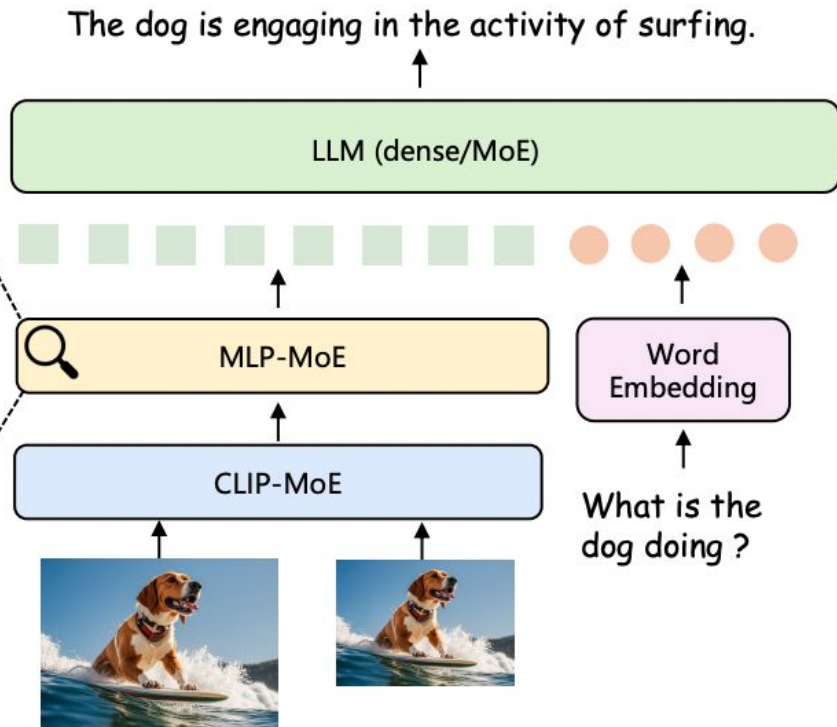 The dog is engaging in the activity of surfing.
LLM (dense/MoE)
MLP-MoE
Word
Embedding
CLIP-MoE
What is the
dog doing ?